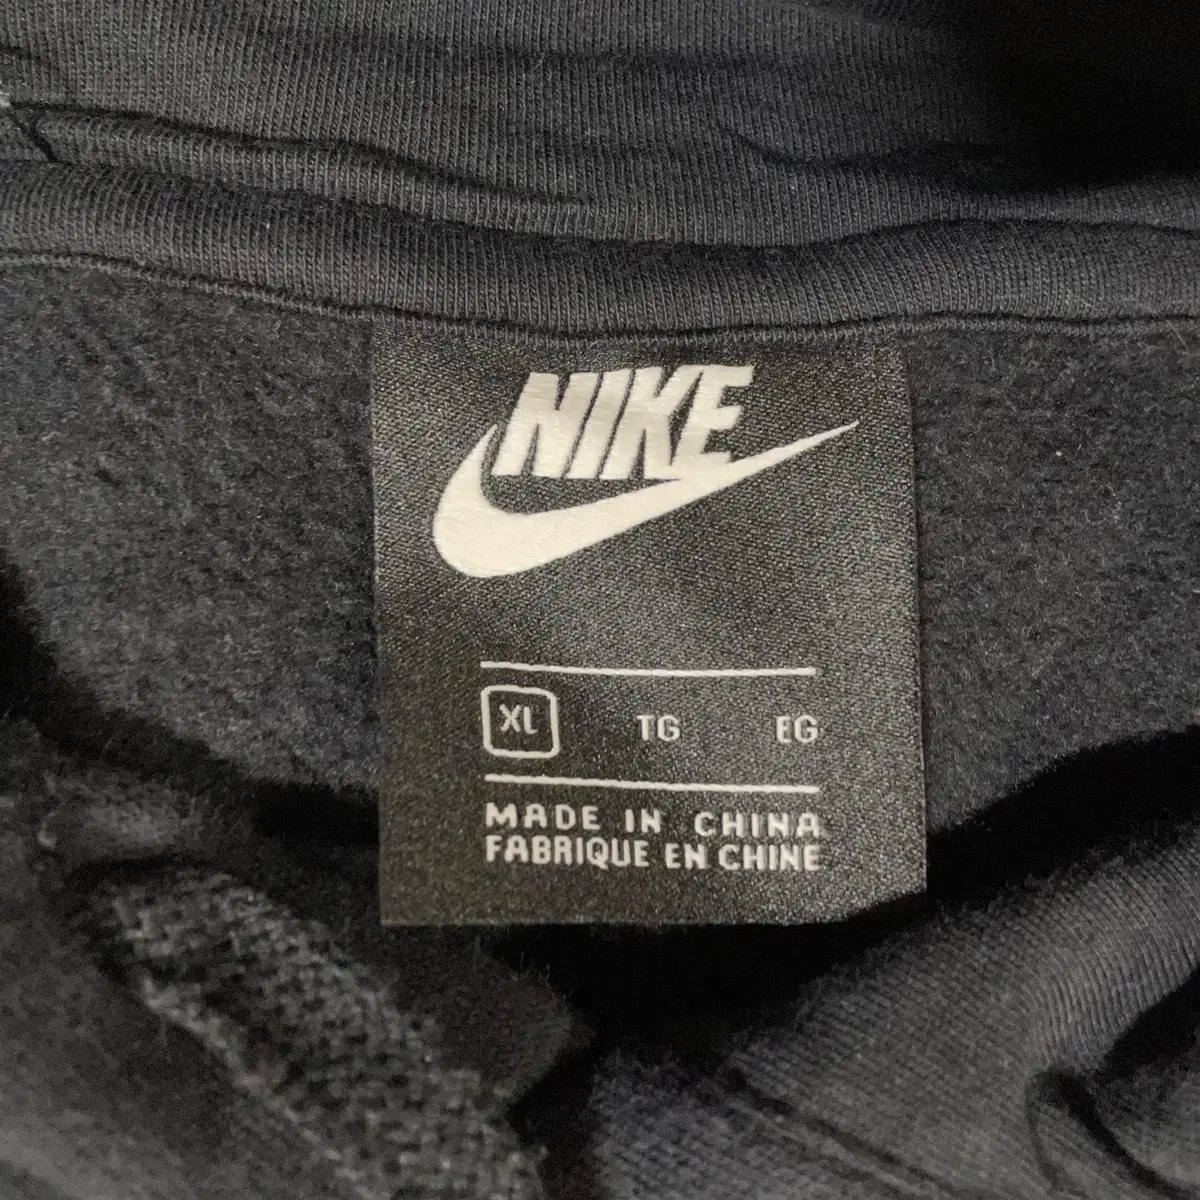 NIKE
XL TG EG
MADE IN CHINA
FABRIQUE EN CHINE